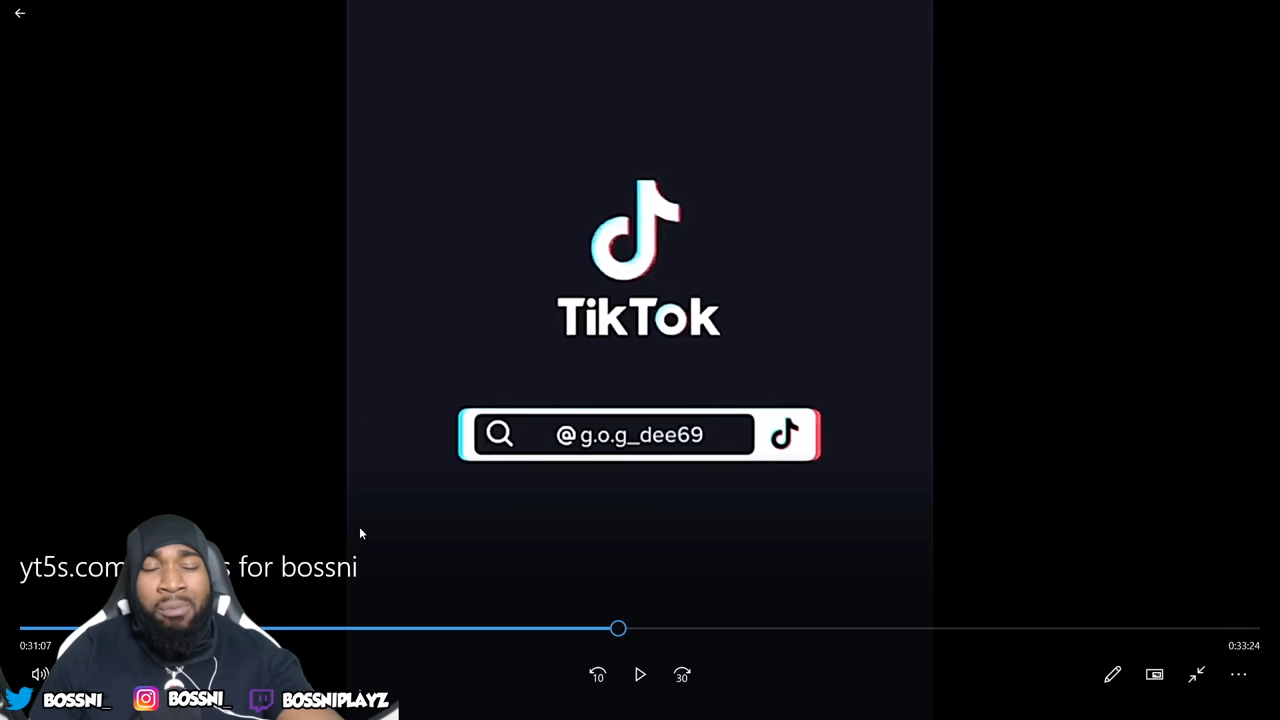 TikTok
@g.o.g_dee69
yt5s.com s for bossni
0:31:07
0:33:24
10
30
BOSSNI_
BOSSNI_
BOSSNIPLAYZ